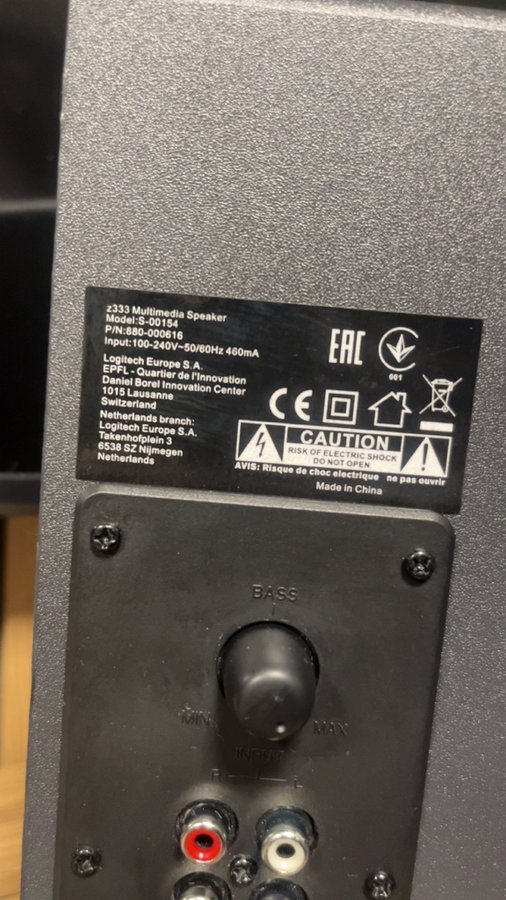 z333 Multimedia Speaker
Model:S-00154
P/N:880-000616
Input:100-240V~50/60Hz 460mA
Logitech Europe S.A.
EPFL - Quartier de l'Innovation
Daniel Borel Innovation Center
1015 Lausanne
Switzerland
Netherlands branch:
Logitech Europe S.A.
Takenhofplein 3
6538 SZ Nijmegen
Netherlands
EAC
001
CE
CAUTION
RISK OF ELECTRIC SHOCK
DO NOT OPEN
AVIS: Risque de choc electrique ne pas ouvrir
Made in China
BASS
MIN MAX
INPUT
R L